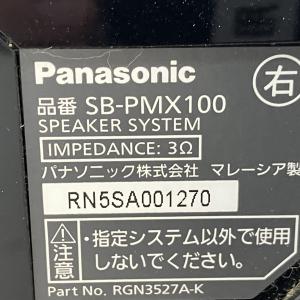 Panasonic
右
品番 SB-PMX100
SPEAKER SYSTEM
IMPEDANCE: 3Ω
パナソニック株式会社 マレーシア製
RN5SA001270
注意
・指定システム以外で使用
しないでください。
Part No. RGN3527A-K